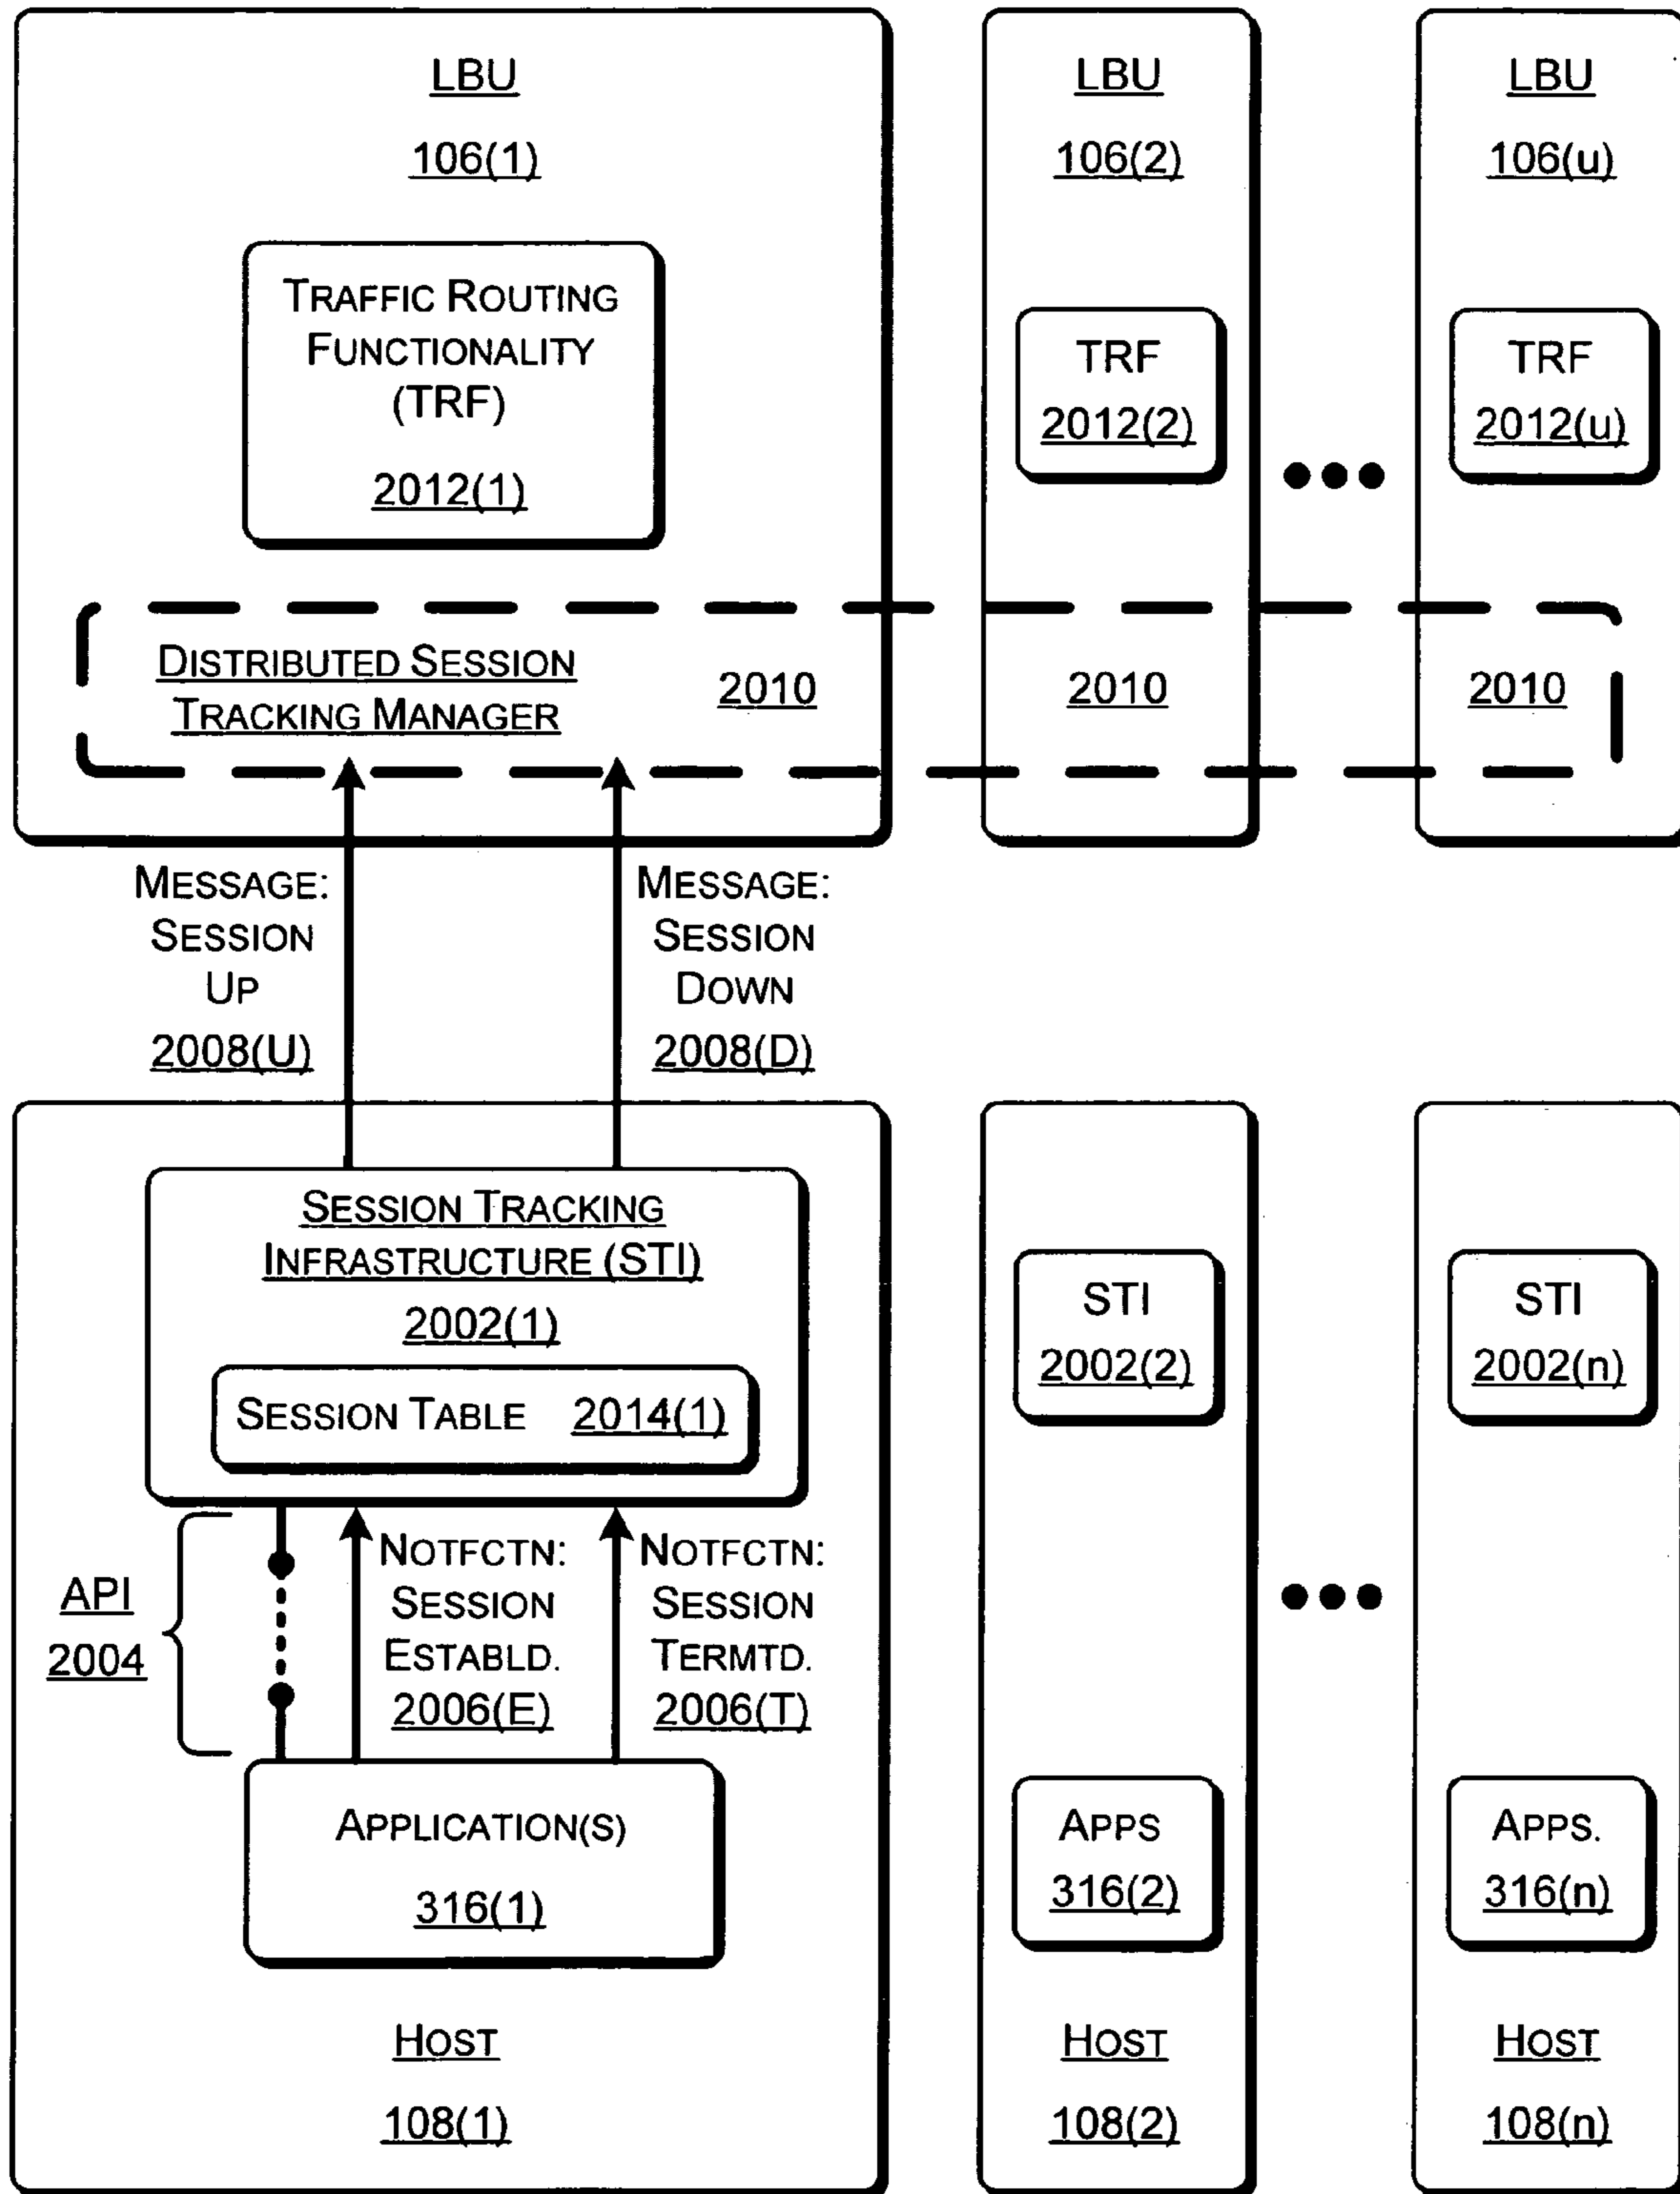 LBU
106(1)
TRAFFIC ROUTING
FUNCTIONALITY
(TRF)
2012(1)
LBU
106(2)
TRF
2012(2)
LBU
106(u)
TRF
2012(u)
DISTRIBUTED SESSION
TRACKING MANAGER
2010
2010
2010
MESSAGE:
SESSION
UP
2008(U)
MESSAGE:
SESSION
DOWN
2008(D)
SESSION TRACKING
INFRASTRUCTURE (STI)
2002(1)
SESSION TABLE 2014(1)
API
2004
NOTFCTN:
SESSION
ESTABLD.
2006(E)
NOTFCTN:
SESSION
TERMTD.
2006(T)
APPLICATION(S)
316(1)
HOST
108(1)
STI
2002(2)
APPS
316(2)
HOST
108(2)
STI
2002(n)
APPS.
316(n)
HOST
108(n)